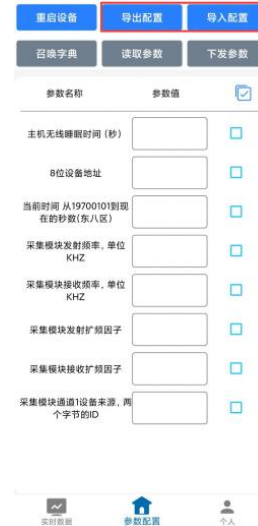 重启设备 导出配置 导入配置
召唤字典 读取参数 下发参数
参数名称 参数值
主机无线睡眠时间 (秒)
8位设备地址
当前时间 从19700101到现
在的秒数(东八区)
采集模块发射频率, 单位
KHZ
采集模块接收频率, 单位
KHZ
采集模块发射扩频因子
采集模块接收扩频因子
采集模块通道1设备来源, 两
个字节的ID
实时数据 参数配置 个人